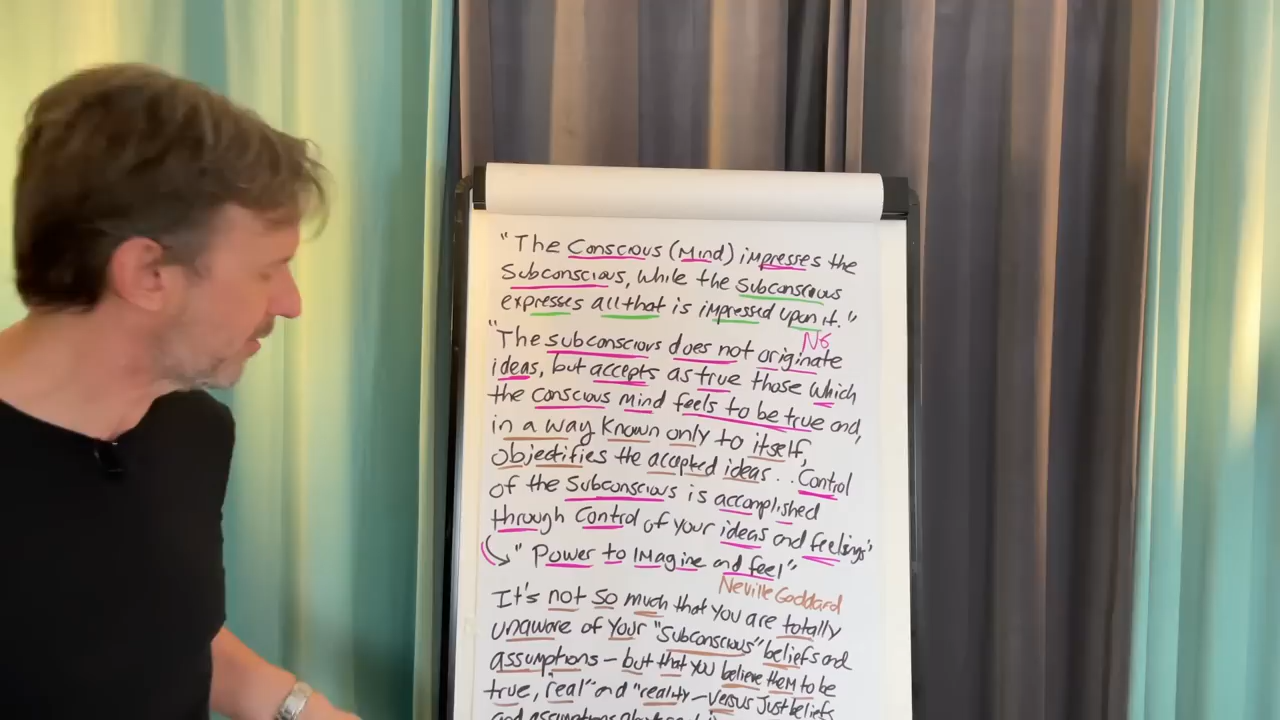 "The Conscious (Mind) impresses the
Subconscious, while the Subconscious
expresses all that is impressed upon it."
NG
"The subconscious does not originate
ideas, but accepts as true those which
the conscious mind feels to be true and,
in a way known only to itself,
objectifies the accepted ideas . . . Control
of the Subconscious is accomplished
through control of your ideas and feelings"
"Power to imagine and feel"
Neville Goddard
It's not so much that you are totally
unaware of your "subconscious" beliefs and
assumptions - but that you believe them to be
true, "real" and "reality - versus just beliefs
and assumptions about